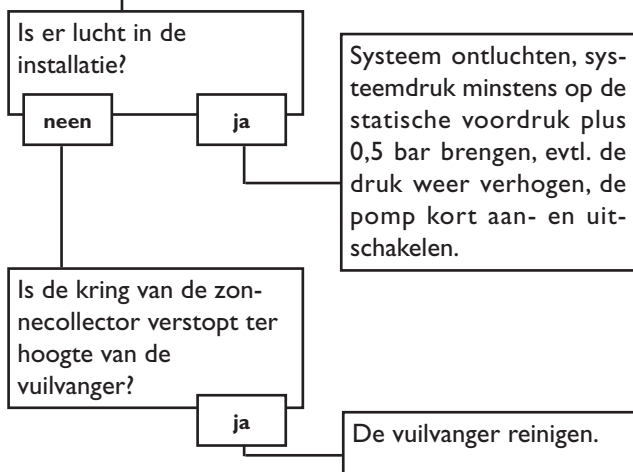 Is er lucht in de
installatie?
neen
ja
Systeem ontluchten, sys-
teemdruk minstens op de
statische voordruk plus
0,5 bar brengen, evtl. de
druk weer verhogen, de
pomp kort aan- en uit-
schakelen.
Is de kring van de zon-
necollector verstopt ter
hoogte van de
vuilvanger?
ja
De vuilvanger reinigen.